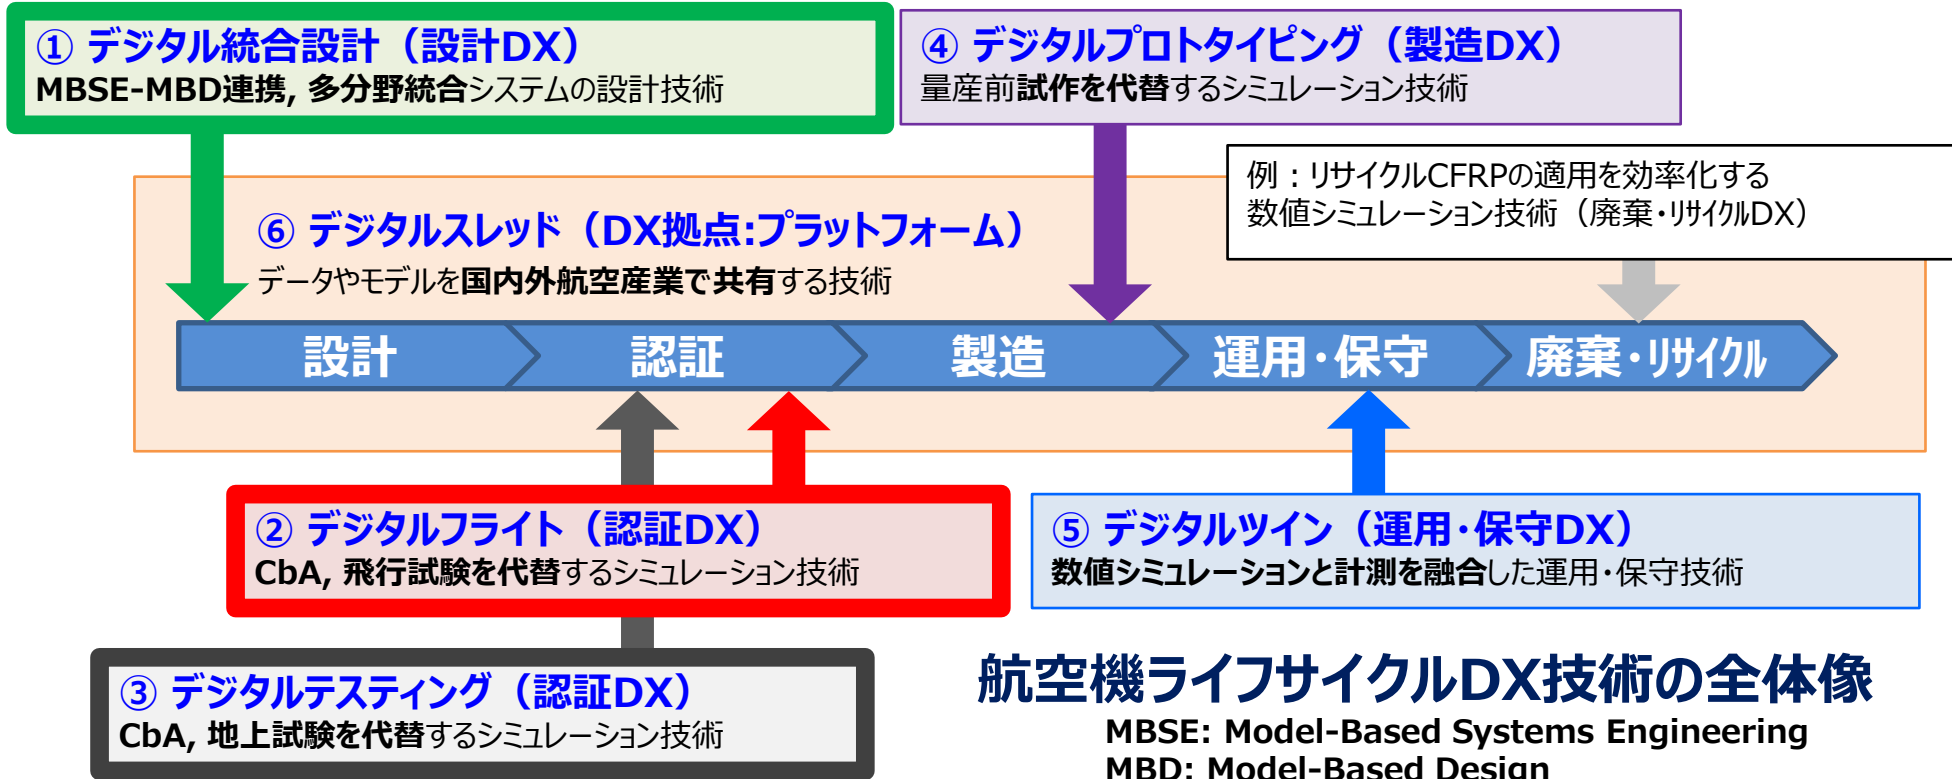 ① デジタル統合設計（設計DX）
MBSE-MBD連携, 多分野統合システムの設計技術
④ デジタルプロトタイピング（製造DX）
量産前試作を代替するシミュレーション技術
例：リサイクルCFRPの適用を効率化する
数値シミュレーション技術（廃棄・リサイクルDX）
⑥ デジタルスレッド（DX拠点:プラットフォーム）
データやモデルを国内外航空産業で共有する技術
設計
認証
製造
運用・保守
廃棄・リサイクル
② デジタルフライト（認証DX）
CbA, 飛行試験を代替するシミュレーション技術
⑤ デジタルツイン（運用・保守DX）
数値シミュレーションと計測を融合した運用・保守技術
③ デジタルテスティング（認証DX）
CbA, 地上試験を代替するシミュレーション技術
航空機ライフサイクルDX技術の全体像
MBSE: Model-Based Systems Engineering
MBD: Model-Based Design